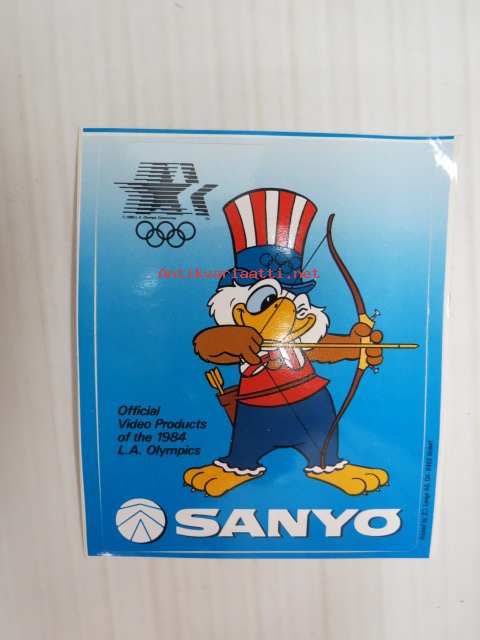 Antikvariaatti.net
Official
Video Products
of the 1984
L.A. Olympics
SANYO